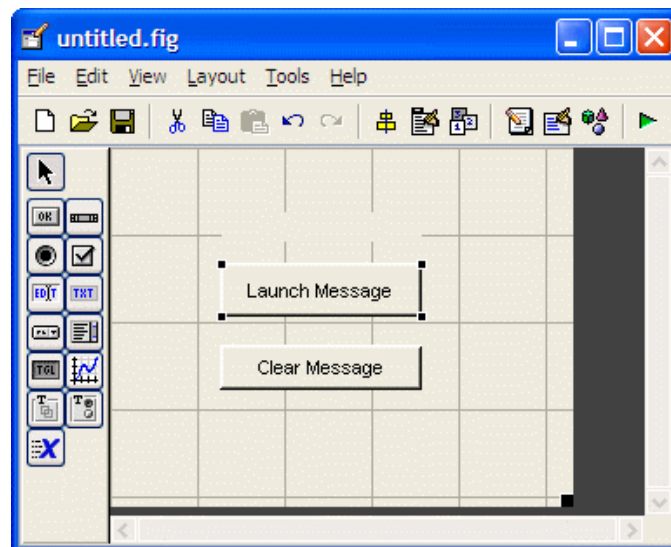 untitled.fig
File Edit View Layout Tools Help
OK
EDIT TXT
TGL
T T
X
Launch Message
Clear Message